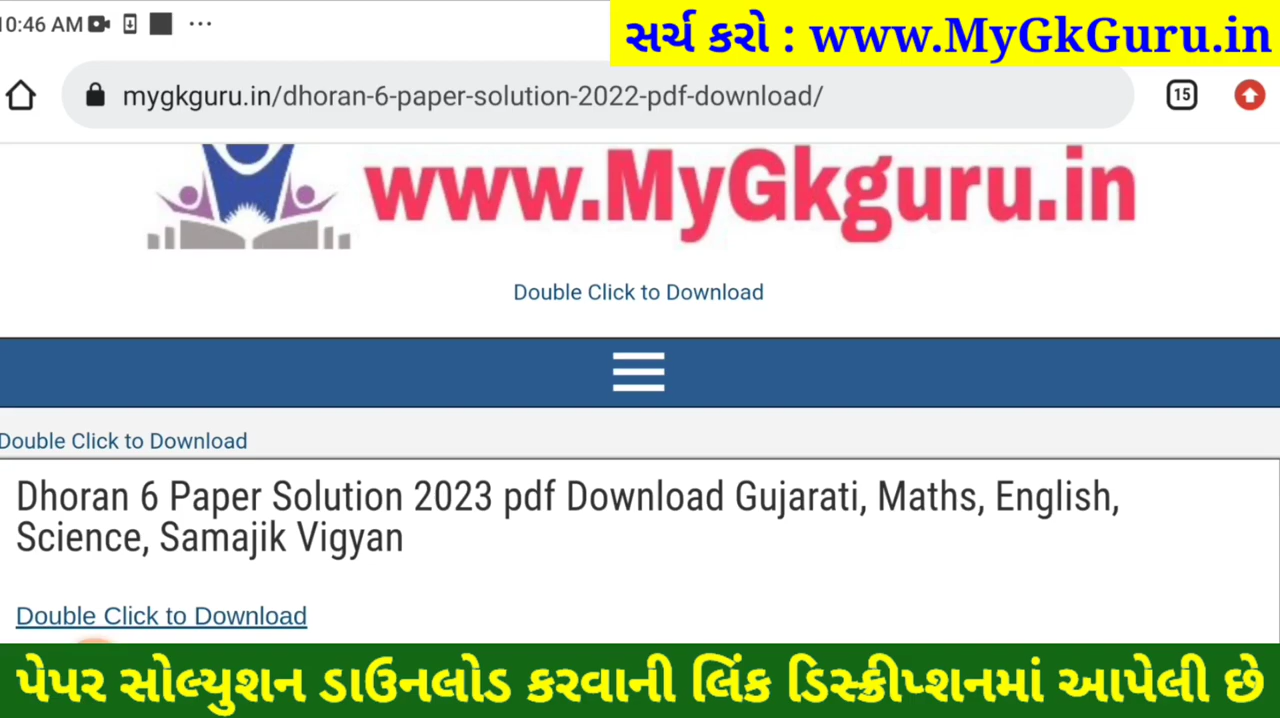 10:46 AM
સર્ચ કરો : www.MyGkGuru.in
mygkguru.in/dhoran-6-paper-solution-2022-pdf-download/
15
www.MyGkguru.in
Double Click to Download
Double Click to Download
Dhoran 6 Paper Solution 2023 pdf Download Gujarati, Maths, English,
Science, Samajik Vigyan
Double Click to Download
પેપર સોલ્યુશન ડાઉનલોડ કરવાની લિંક ડિસ્ક્રીપ્શનમાં આપેલી છે